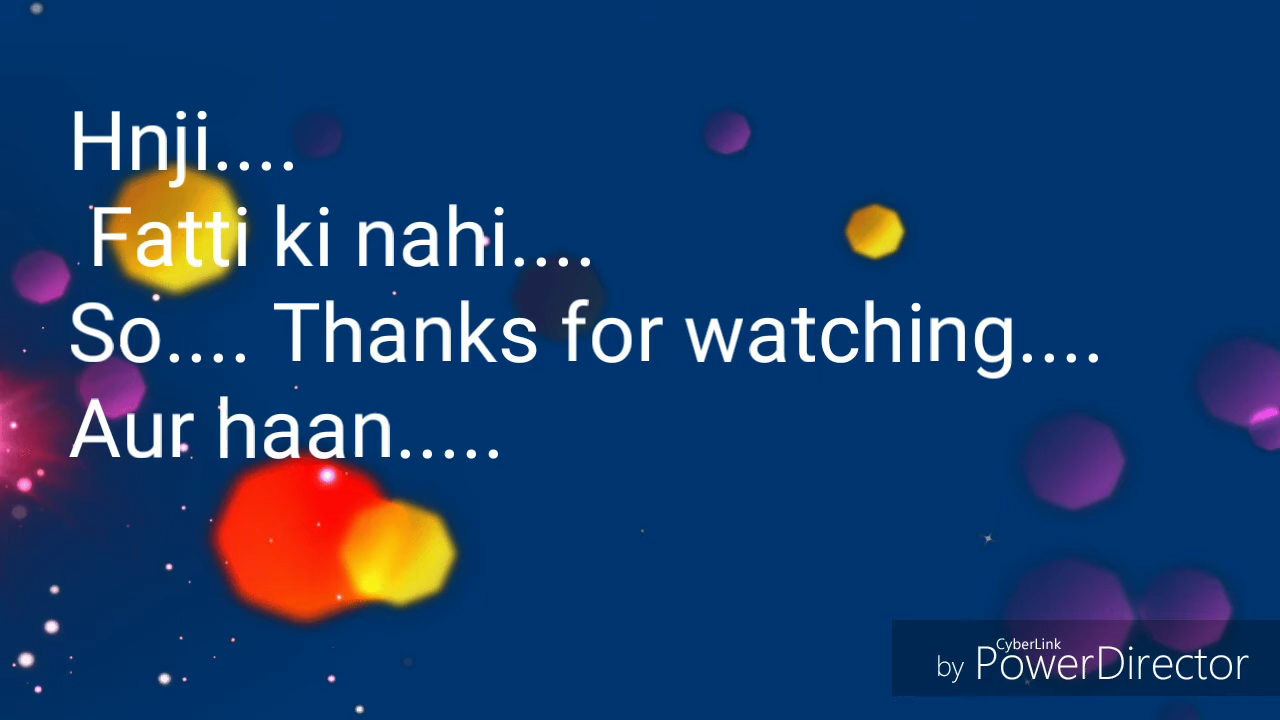 Hnji....
Fatti ki nahi....
So.... Thanks for watching....
Aur haan.....
CyberLink
by PowerDirector